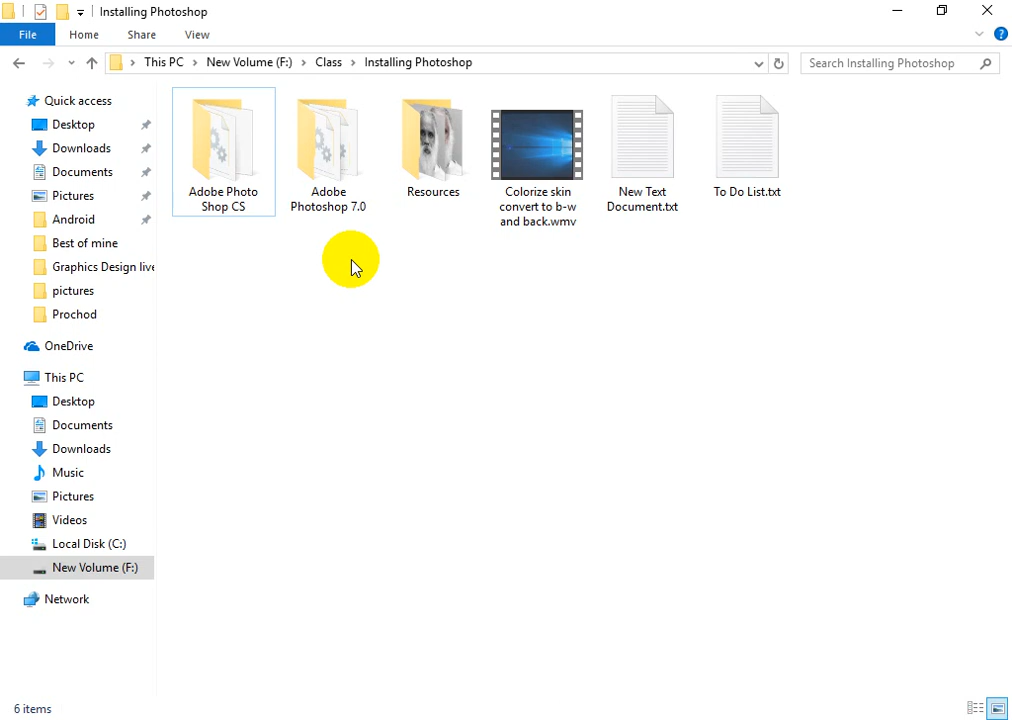 Installing Photoshop
File Home Share View
This PC New Volume (F:) Class Installing Photoshop
Search Installing Photoshop
Quick access
Desktop
Downloads
Documents
Pictures
Android
Best of mine
Graphics Design live
pictures
Prochod
OneDrive
This PC
Desktop
Documents
Downloads
Music
Pictures
Videos
Local Disk (C:)
New Volume (F:)
Network
Adobe Photo
Shop CS
Adobe
Photoshop 7.0
Resources
Colorize skin
convert to b-w
and back.wmv
New Text
Document.txt
To Do List.txt
6 items